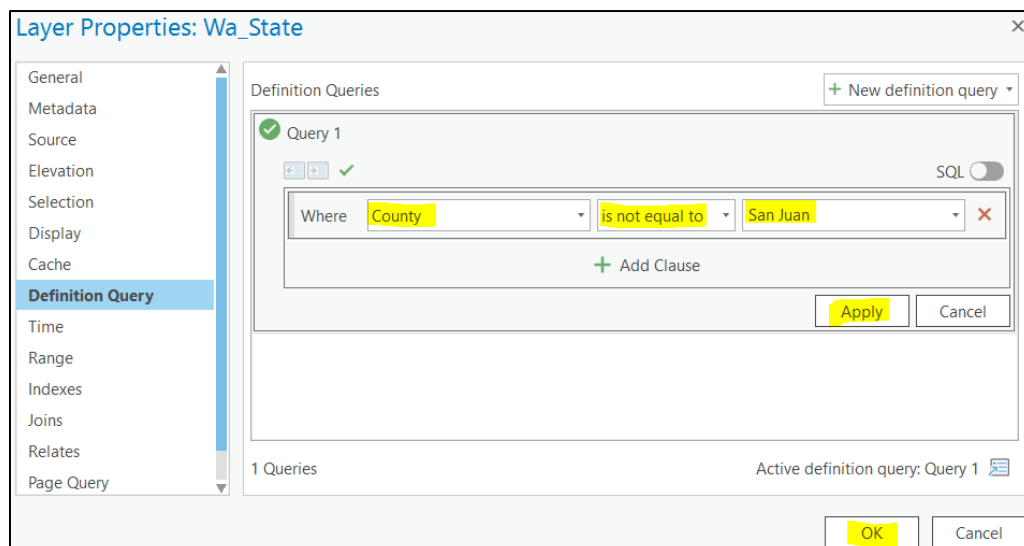 Layer Properties: Wa_State
General
Metadata
Source
Elevation
Selection
Display
Cache
Definition Query
Time
Range
Indexes
Joins
Relates
Page Query
Definition Queries
New definition query
Query 1
SQL
Where County is not equal to San Juan
Add Clause
Apply Cancel
1 Queries Active definition query: Query 1
OK Cancel